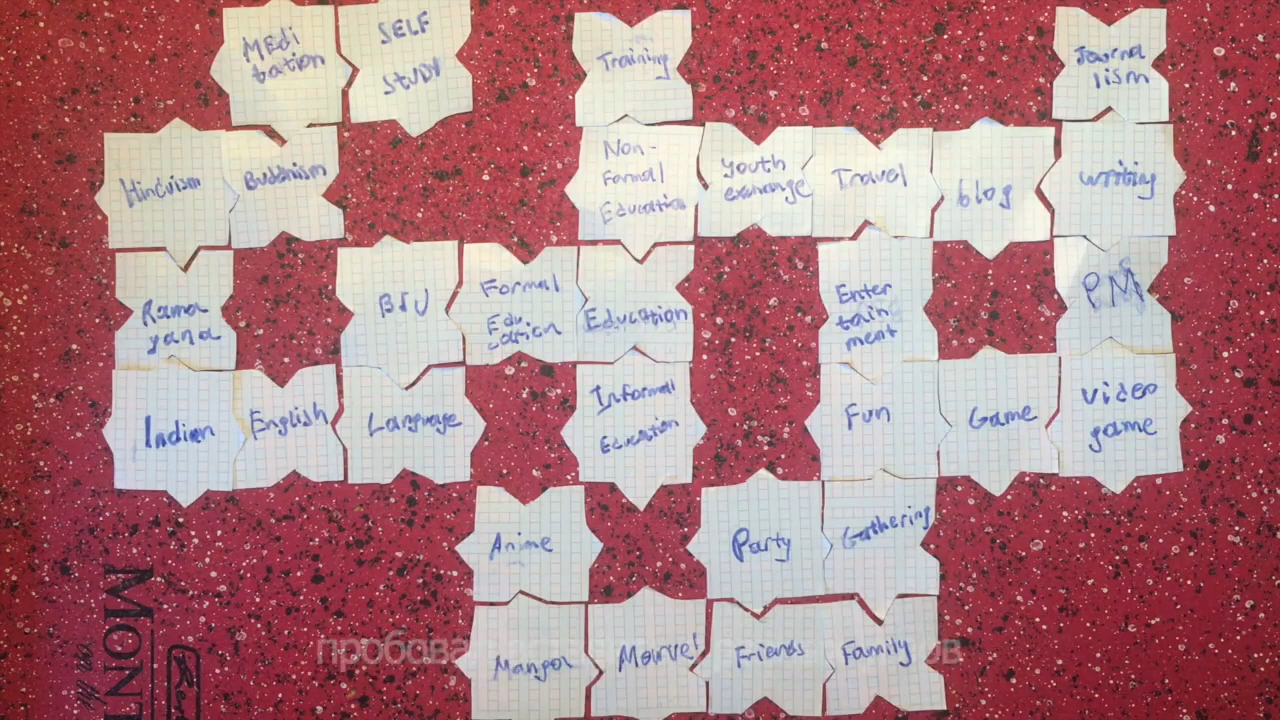 MEdi
tation
SELF
STUDY
Training
Journa
lism
Hinduism
Buddhism
Non-
Formal
Education
Youth
exchange
Travel
blog
writing
Rama
yana
BSU
Formal
Edu
cation
Education
Enter
tain
ment
PM
Indian
English
Language
Informal
Education
Fun
Game
video
game
Anime
Party
Gathering
Manga
Marvel
Friends
Family
MONT